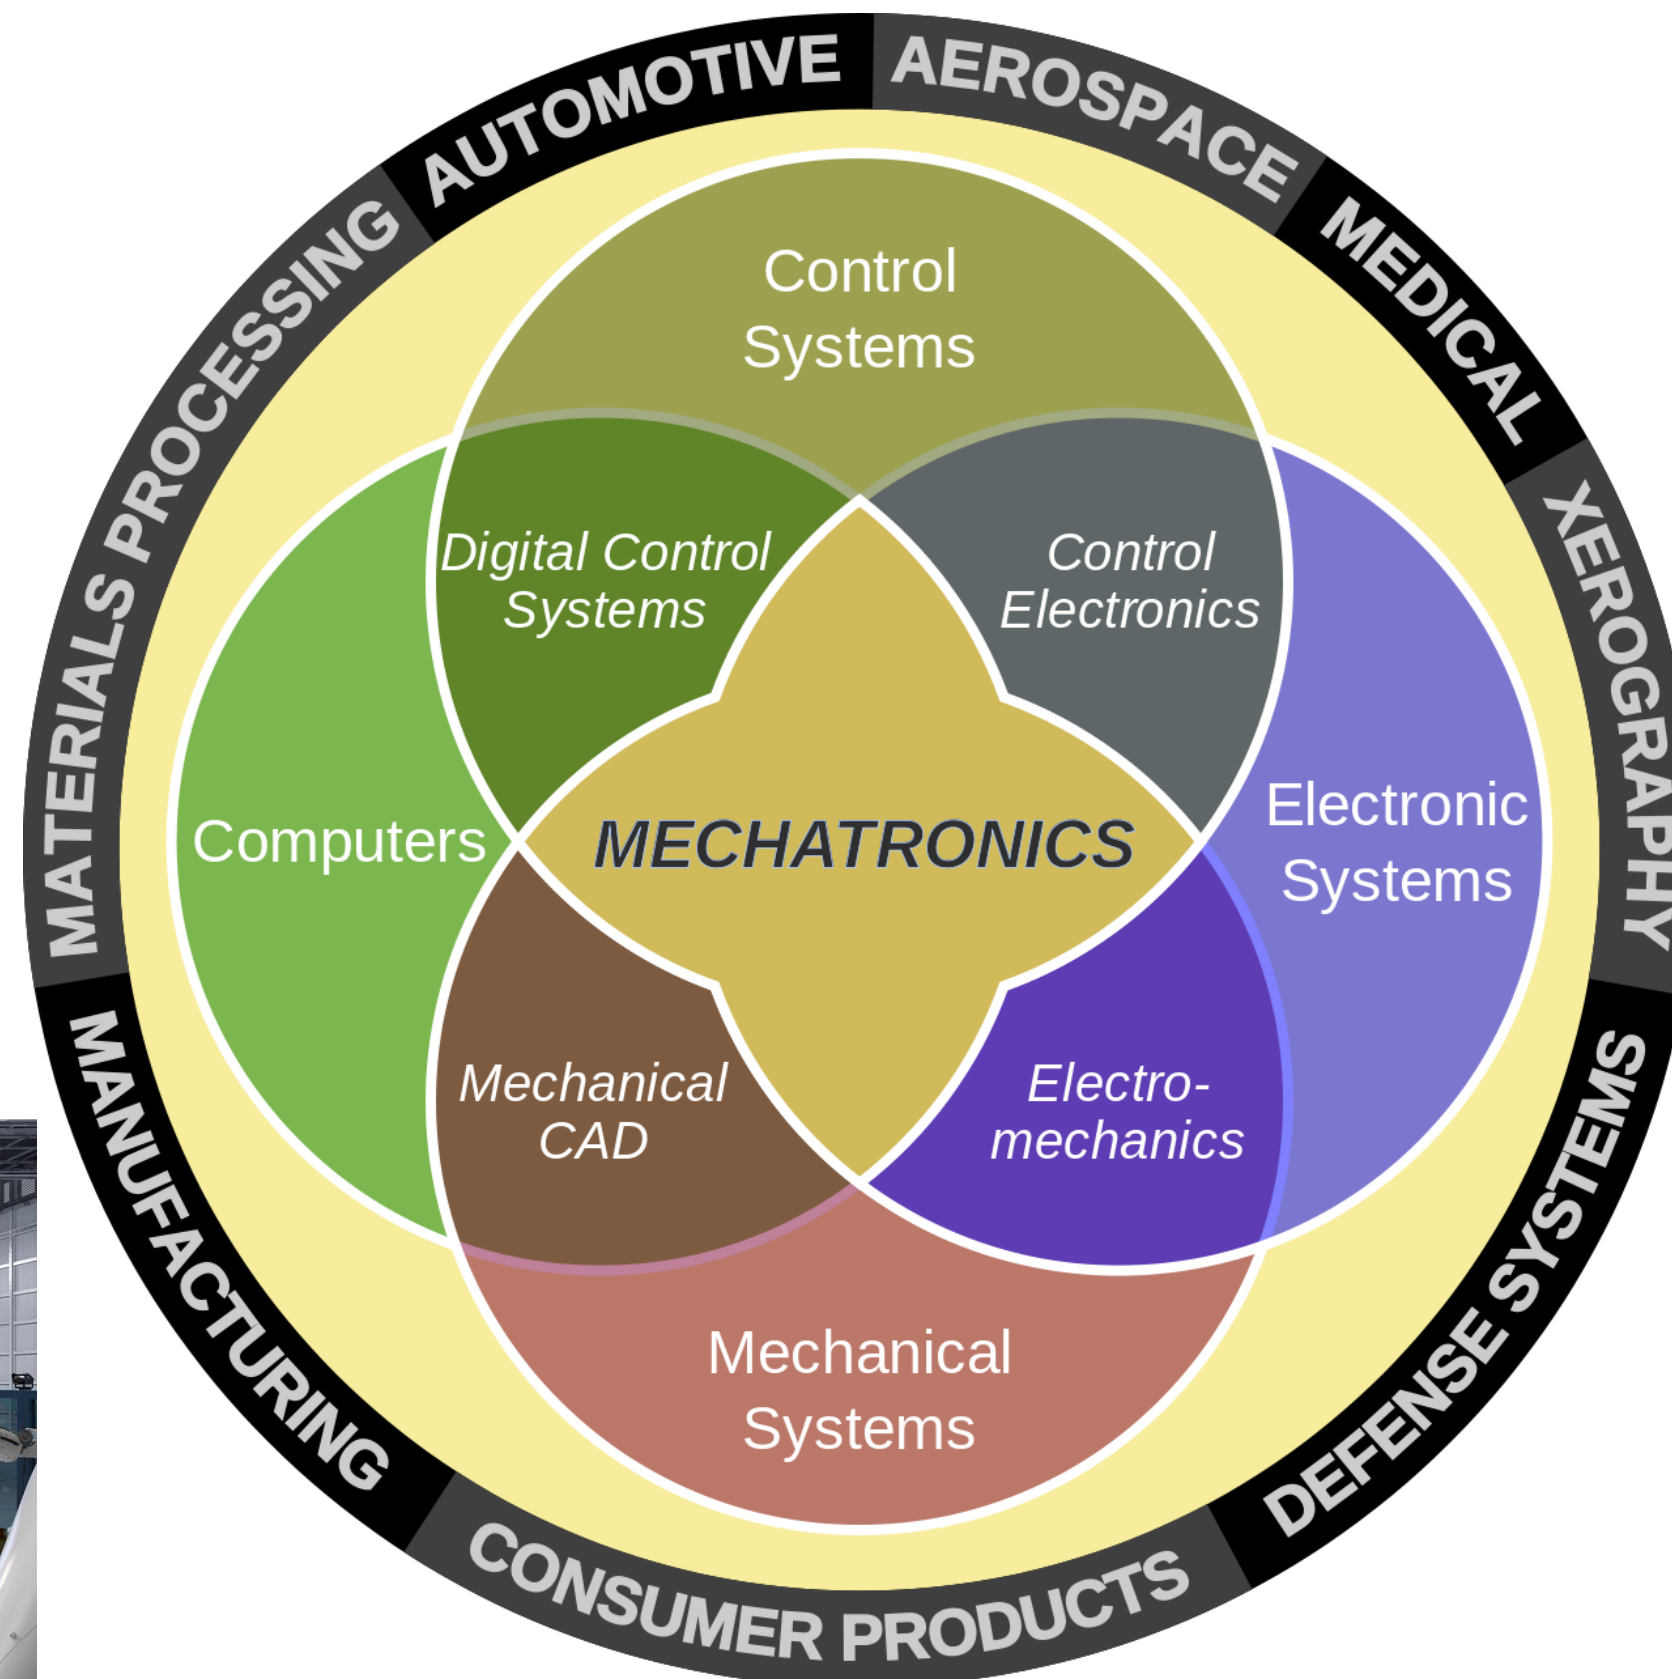 AUTOMOTIVE
AEROSPACE
MEDICAL
XEROGRAPHY
DEFENSE SYSTEMS
CONSUMER PRODUCTS
MANUFACTURING
MATERIALS PROCESSING
Control
Systems
Digital Control
Systems
Control
Electronics
Computers
MECHATRONICS
Electronic
Systems
Mechanical
CAD
Electro-
mechanics
Mechanical
Systems